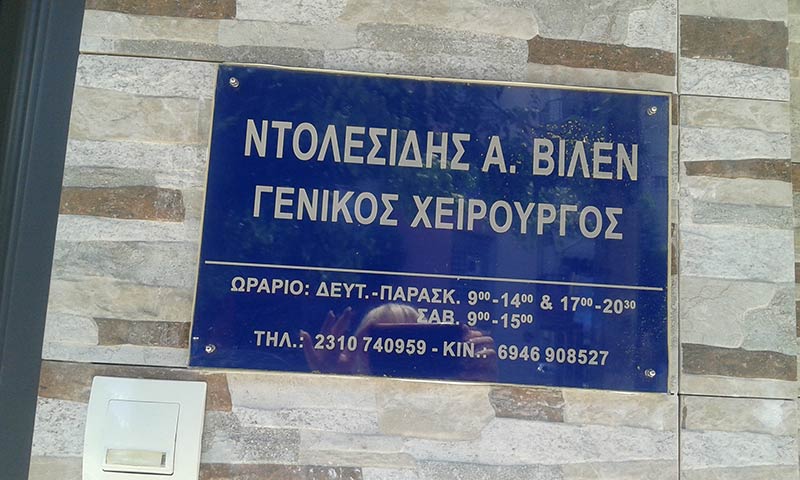 ΝΤΟΛΕΣΙΔΗΣ Α. ΒΙΛΕΝ
ΓΕΝΙΚΟΣ ΧΕΙΡΟΥΡΓΟΣ
ΩΡΑΡΙΟ: ΔΕΥΤ.-ΠΑΡΑΣΚ. 9⁰⁰-14⁰⁰ & 17⁰⁰-20³⁰
ΣΑΒ. 9⁰⁰-15⁰⁰
ΤΗΛ.: 2310 740959 - ΚΙΝ.: 6946 908527